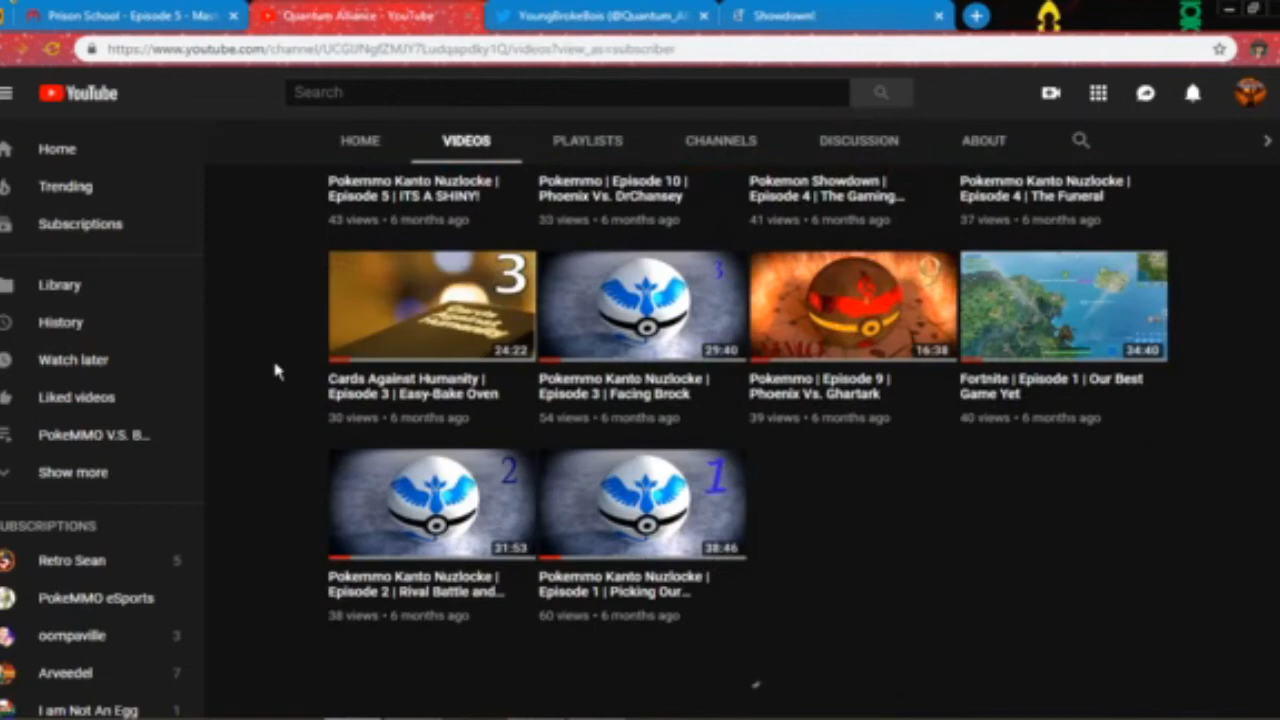 Prison School - Episode 5 - Mas
Quantum Alliance - YouTube
YoungBrokeBois (@Quantum_Al
Showdown!
YouTube
Search
HOME
VIDEOS
PLAYLISTS
CHANNELS
DISCUSSION
ABOUT
Home
Trending
Subscriptions
Library
History
Watch later
Liked videos
PokeMMO V.S. B...
Show more
UBSCRIPTIONS
Retro Sean 5
PokeMMO eSports
oompaville 3
Arveedel 7
I am Not An Egg 1
Pokemmo Kanto Nuzlocke |
Episode 5 | ITS A SHINY!
43 views • 6 months ago
Pokemmo | Episode 10 |
Phoenix Vs. DrChansey
33 views • 6 months ago
Pokemon Showdown |
Episode 4 | The Gaming...
41 views • 6 months ago
Pokemmo Kanto Nuzlocke |
Episode 4 | The Funeral
37 views • 6 months ago
3
Cards
Against
Humanity
24:22
Cards Against Humanity |
Episode 3 | Easy-Bake Oven
30 views • 6 months ago
3
29:40
Pokemmo Kanto Nuzlocke |
Episode 3 | Facing Brock
54 views • 6 months ago
9
16:38
Pokemmo | Episode 9 |
Phoenix Vs. Ghartark
39 views • 6 months ago
34:40
Fortnite | Episode 1 | Our Best
Game Yet
40 views • 6 months ago
2
31:53
Pokemmo Kanto Nuzlocke |
Episode 2 | Rival Battle and...
38 views • 6 months ago
1
38:46
Pokemmo Kanto Nuzlocke |
Episode 1 | Picking Our...
60 views • 6 months ago